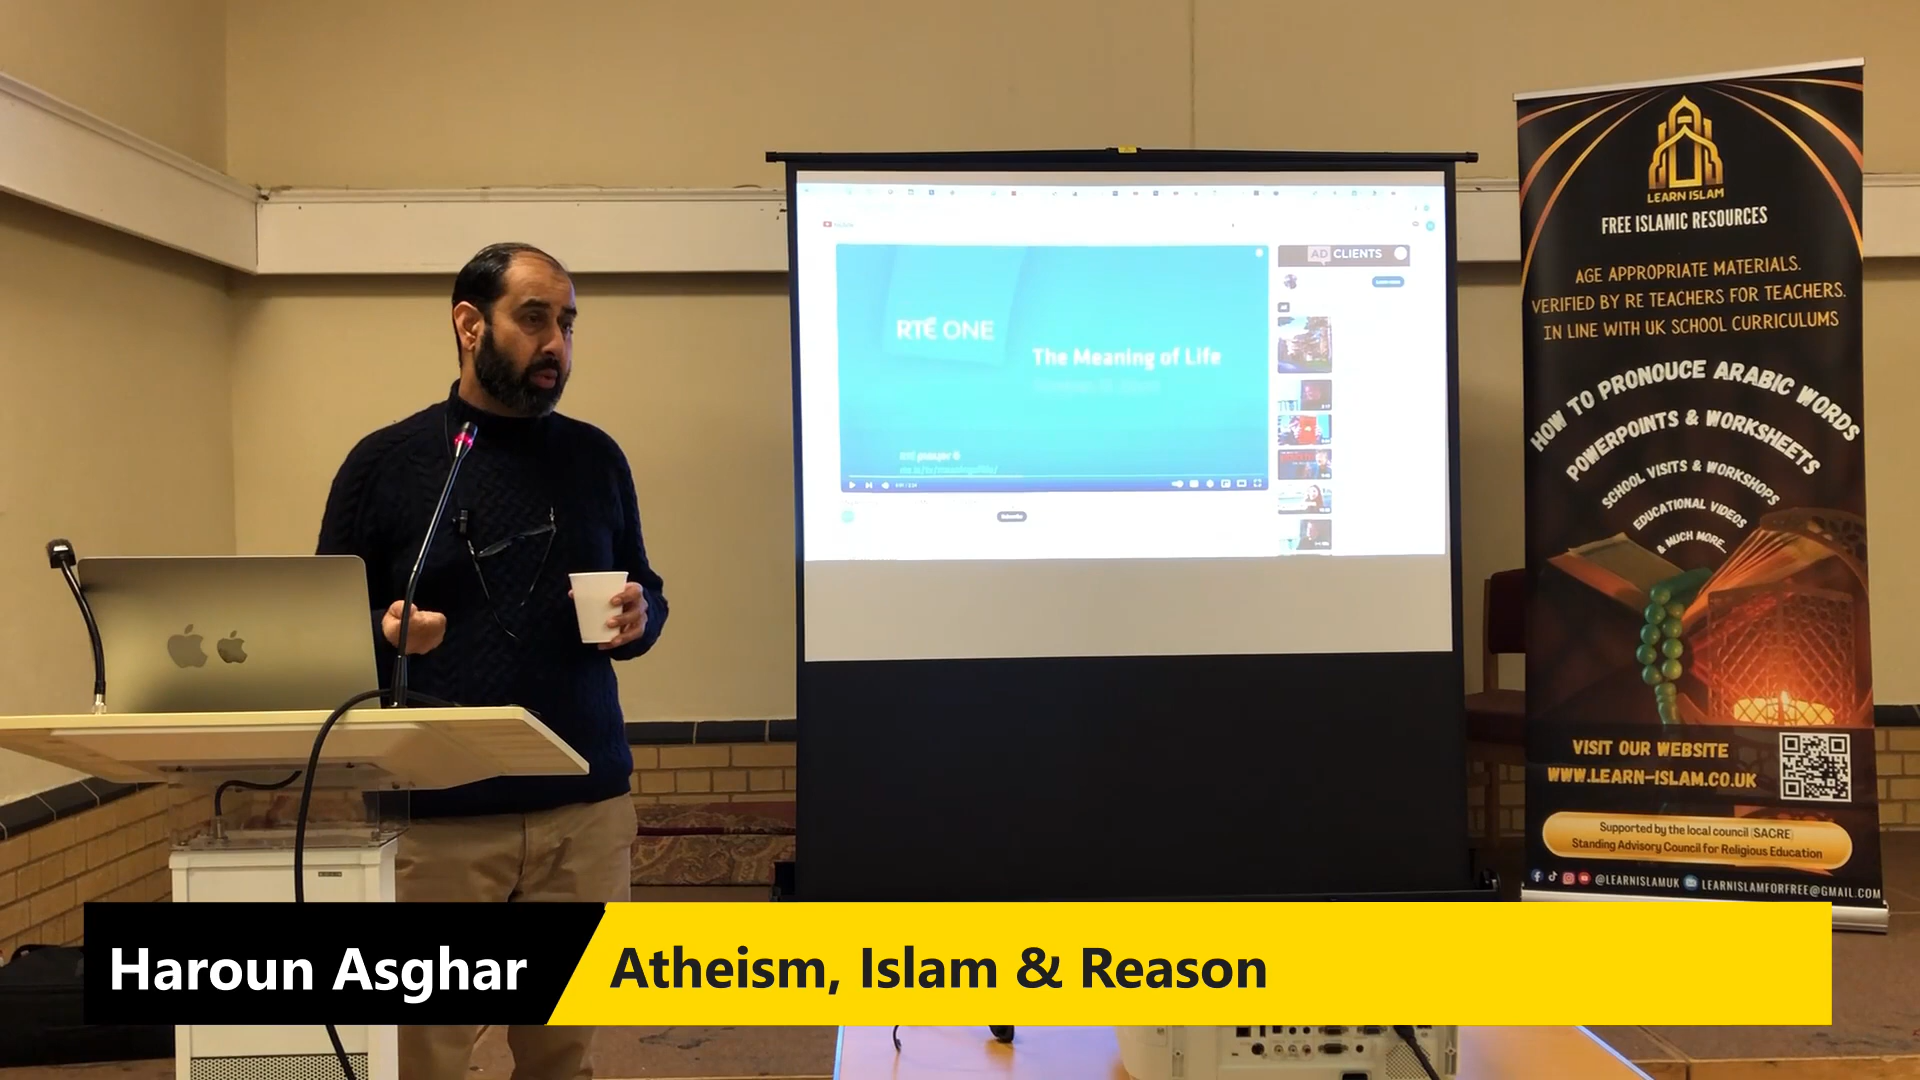 AD CLIENTS
RTÉ ONE
The Meaning of Life
LEARN ISLAM
FREE ISLAMIC RESOURCES
AGE APPROPRIATE MATERIALS.
VERIFIED BY RE TEACHERS FOR TEACHERS.
IN LINE WITH UK SCHOOL CURRICULUMS
HOW TO PRONOUCE ARABIC WORDS
POWERPOINTS & WORKSHEETS
SCHOOL VISITS & WORKSHOPS
EDUCATIONAL VIDEOS
& MUCH MORE...
VISIT OUR WEBSITE
WWW.LEARN-ISLAM.CO.UK
Supported by the local council (SACRE)
Standing Advisory Council for Religious Education
@LEARNISLAMUK LEARNISLAMFORFREE@GMAIL.COM
Haroun Asghar
Atheism, Islam & Reason